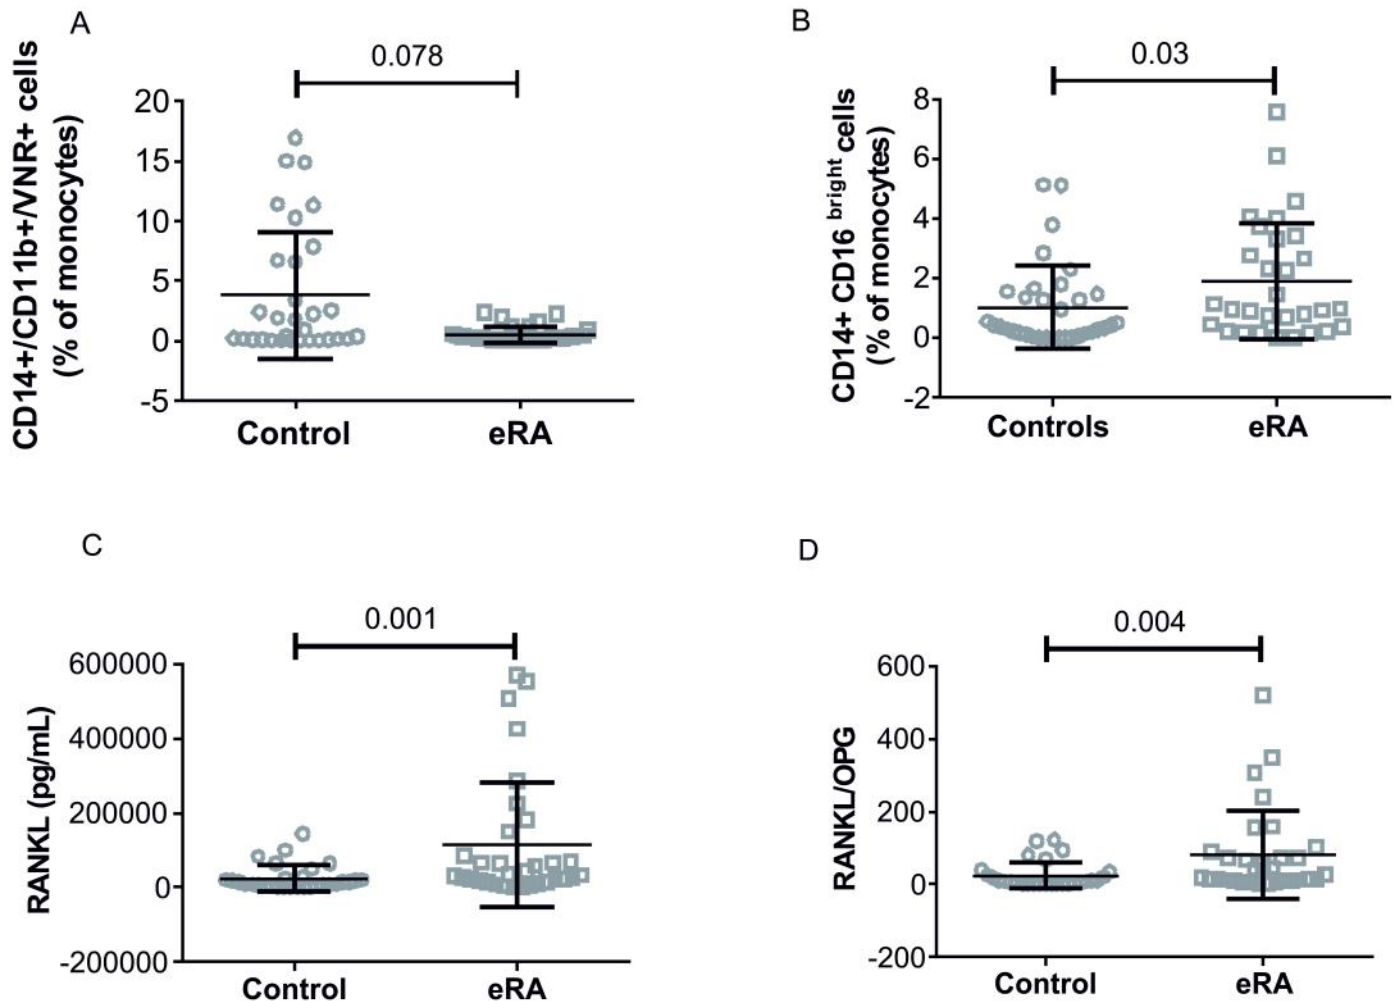 A
0.078
CD14+/CD11b+/VNR+ cells
(% of monocytes)
20
15
10
5
0
-5
Control
eRA
B
0.03
CD14+ CD16 bright cells
(% of monocytes)
8
6
4
2
0
-2
Controls
eRA
C
0.001
RANKL (pg/mL)
600000
400000
200000
0
-200000
Control
eRA
D
0.004
RANKL/OPG
600
400
200
0
-200
Control
eRA